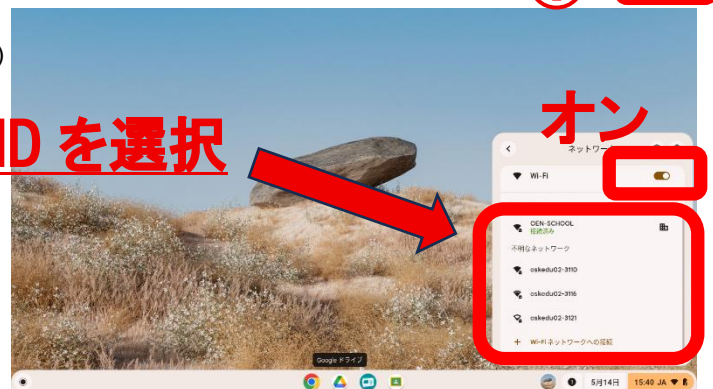 )
IDを選択
オン
ネットワーク
Wi-Fi
OEN-SCHOOL
接続済み
不明なネットワーク
oskedu02-3110
oskedu02-3116
oskedu02-3121
+ Wi-Fi ネットワークへの接続
Google ドライブ
5月14日 15:40 JA